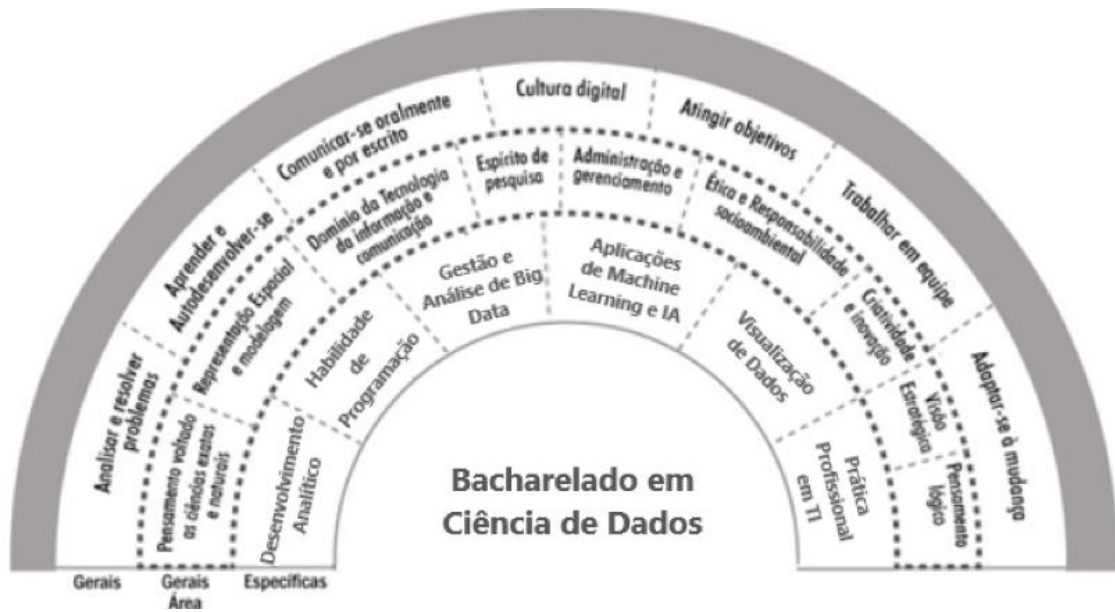 Analisar e resolver
problemas
Aprender e
Autodesenvolver-se
Comunicar-se oralmente
e por escrito
Cultura digital
Atingir objetivos
Trabalhar em equipe
Adaptar-se à mudança
Pensamento voltado
as ciências exatas
e naturais
Representação Espacial
e modelagem
Domínio da Tecnologia
da informação e
comunicação
Espírito de
pesquisa
Administração e
gerenciamento
Ética e Responsabilidade
socioambiental
Criatividade
e inovação
Visão
Estratégica
Pensamento
lógico
Desenvolvimento
Analítico
Habilidade
de
Programação
Gestão e
Análise de Big
Data
Aplicações
de Machine
Learning e IA
Visualização
de Dados
Prática
Profissional
em TI
Bacharelado em
Ciência de Dados
Gerais
Gerais
Área
Específicas